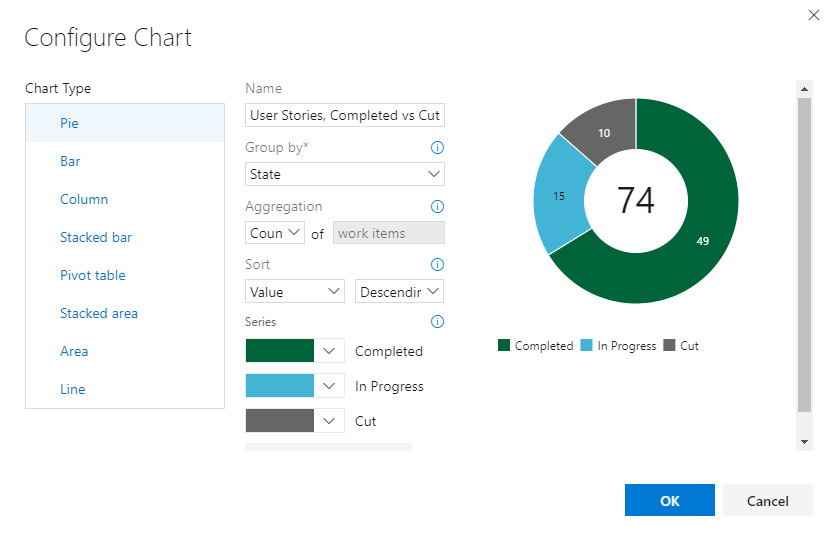 Configure Chart
Chart Type
Pie
Bar
Column
Stacked bar
Pivot table
Stacked area
Area
Line
Name
User Stories, Completed vs Cut
Group by*
State
Aggregation
Coun of work items
Sort
Value Descendir
Series
Completed
In Progress
Cut
10
15
74
49
Completed In Progress Cut
OK Cancel